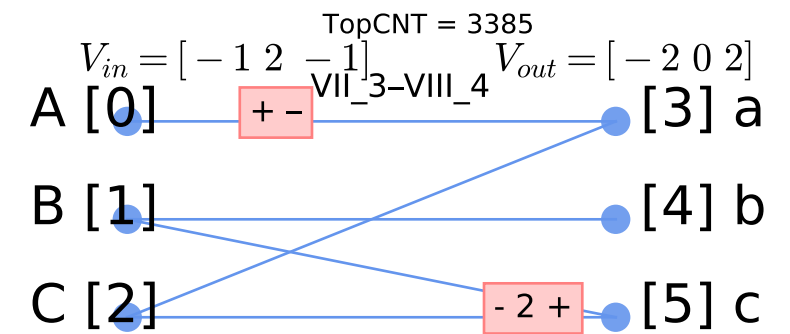 TopCNT = 3385
V_in = [ − 1 2 − 1] V_out = [ − 2 0 2]
VII_3–VIII_4
A [0] + – [3] a
B [1] [4] b
C [2] - 2 + [5] c